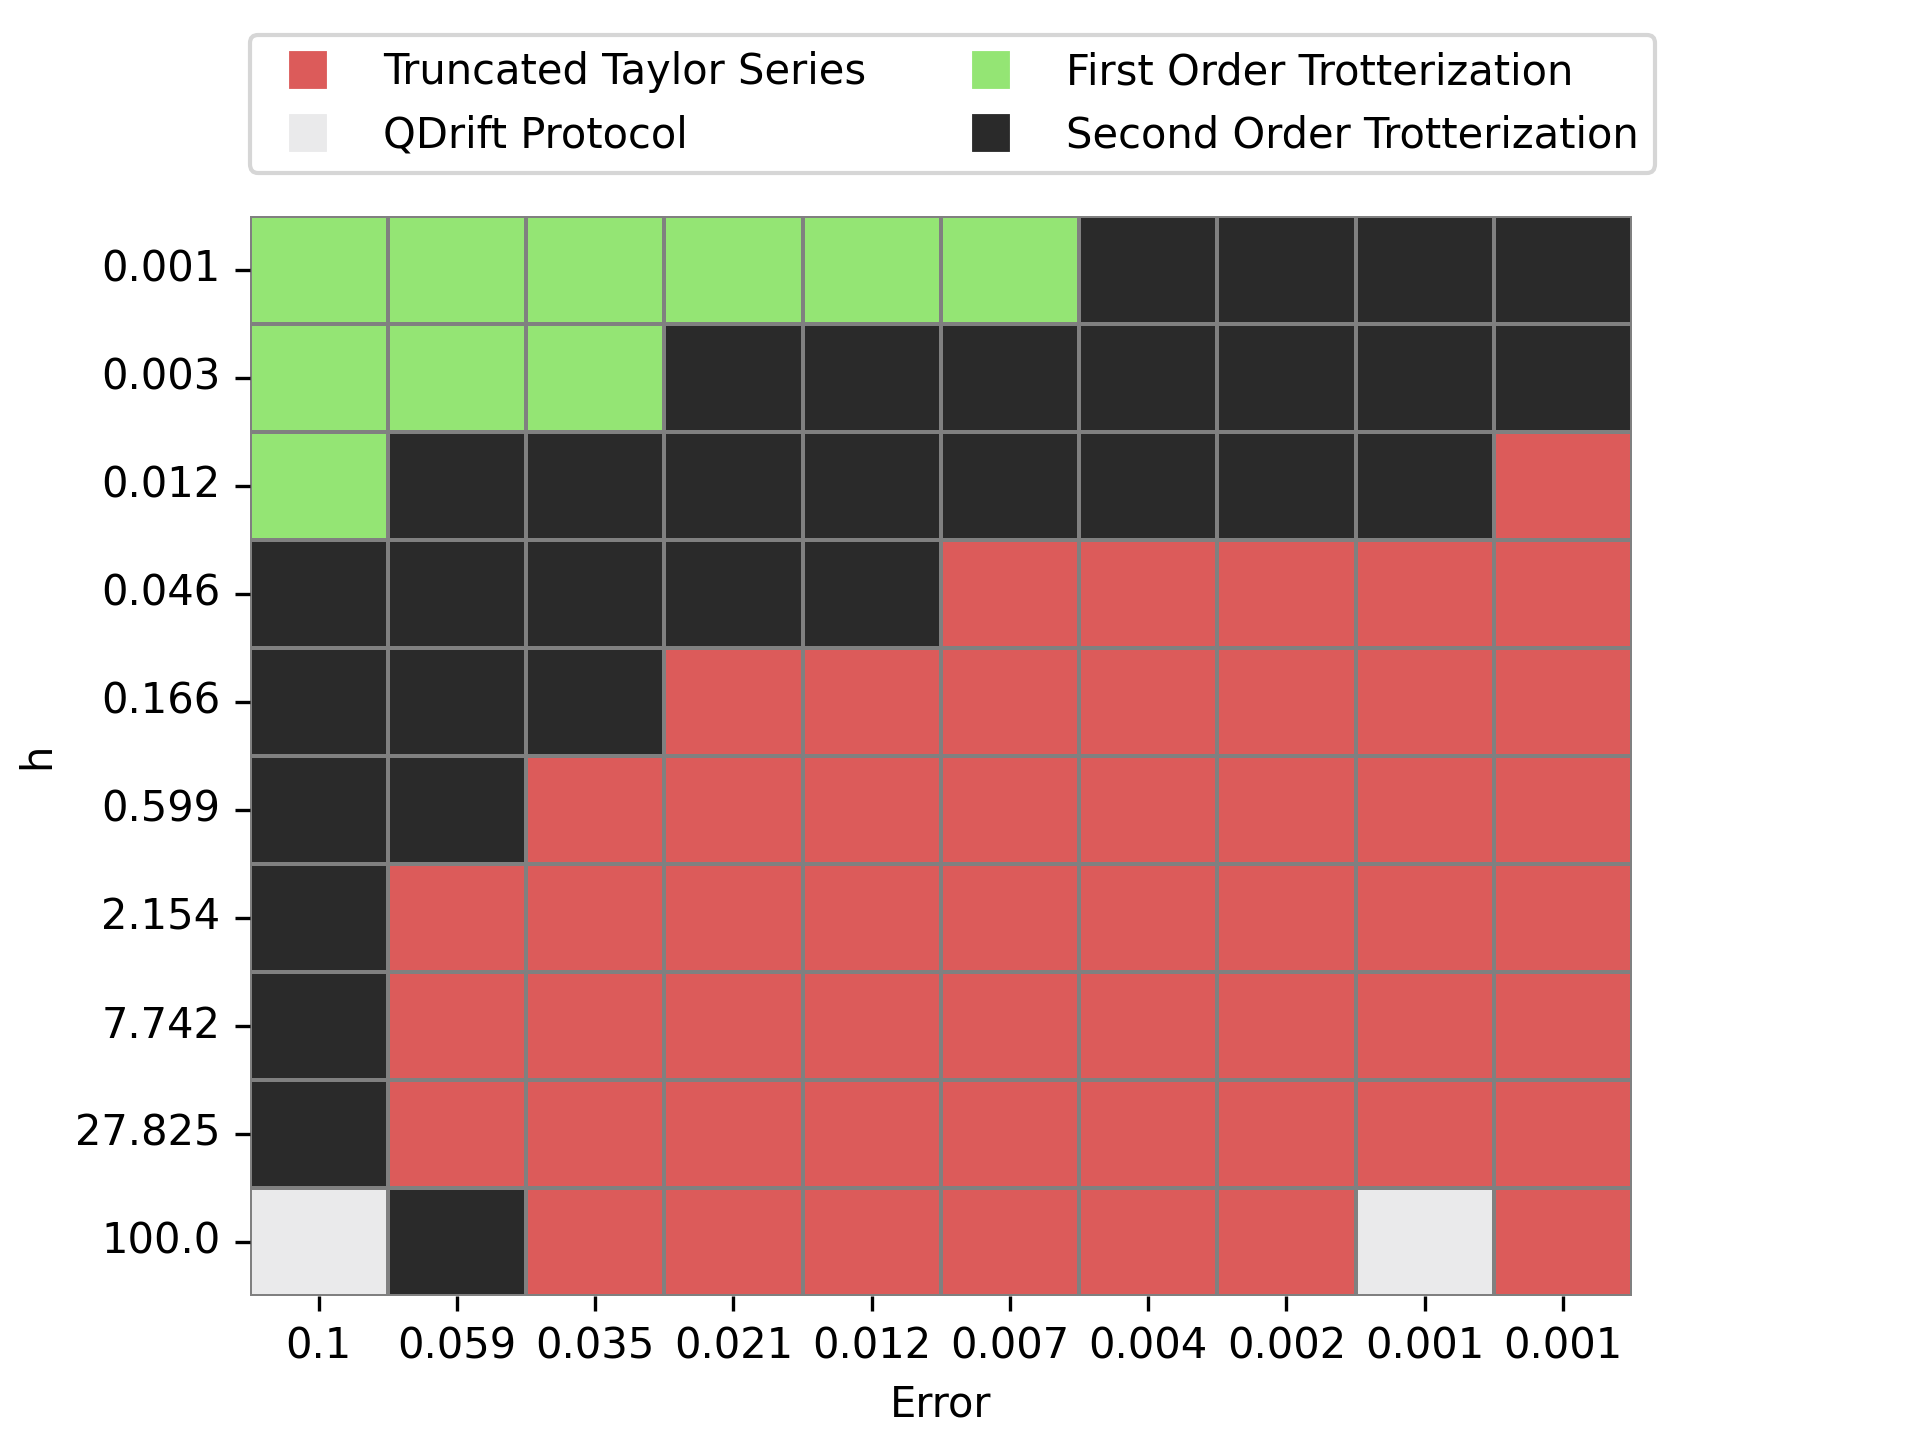 Truncated Taylor Series
First Order Trotterization
QDrift Protocol
Second Order Trotterization
0.001
0.003
0.012
0.046
0.166
0.599
2.154
7.742
27.825
100.0
h
0.1 0.059 0.035 0.021 0.012 0.007 0.004 0.002 0.001 0.001
Error